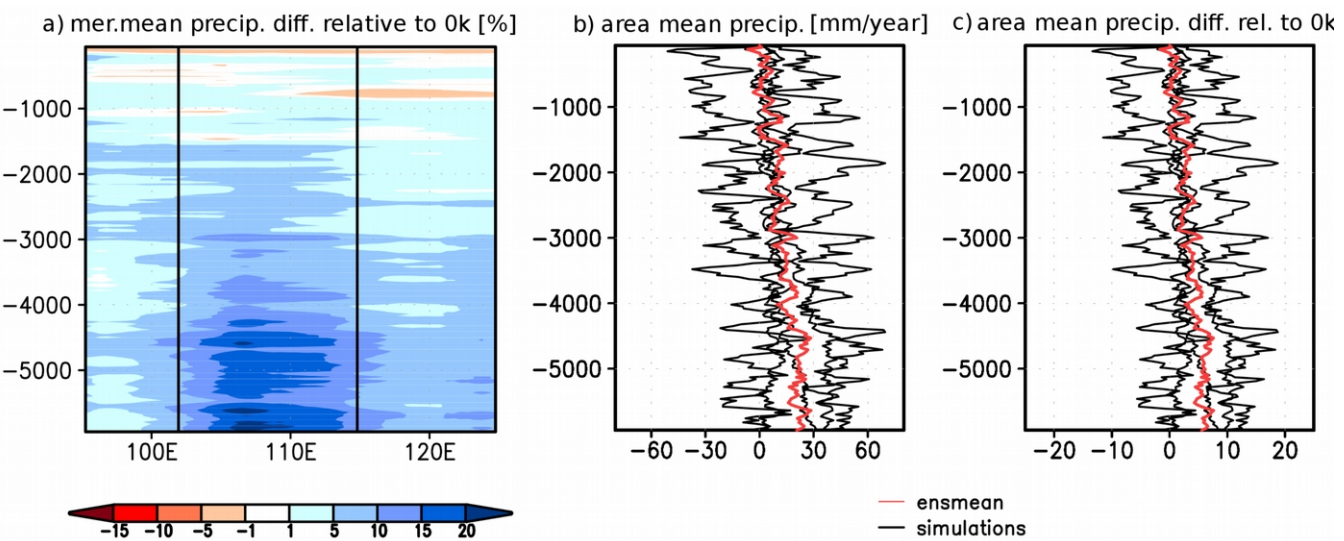 a) mer.mean precip. diff. relative to 0k [%]
b) area mean precip. [mm/year]
c) area mean precip. diff. rel. to 0k
−1000
−2000
−3000
−4000
−5000
100E 110E 120E
−1000
−2000
−3000
−4000
−5000
−60 −30 0 30 60
−1000
−2000
−3000
−4000
−5000
−20 −10 0 10 20
−15 −10 −5 −1 1 5 10 15 20
ensmean
simulations